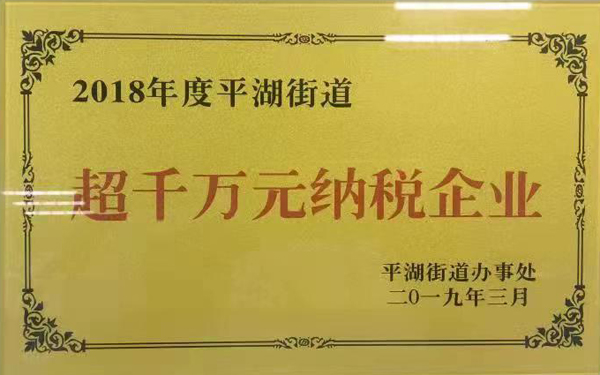 2018年度平湖街道
超千万元纳税企业
平湖街道办事处
二〇一九年三月